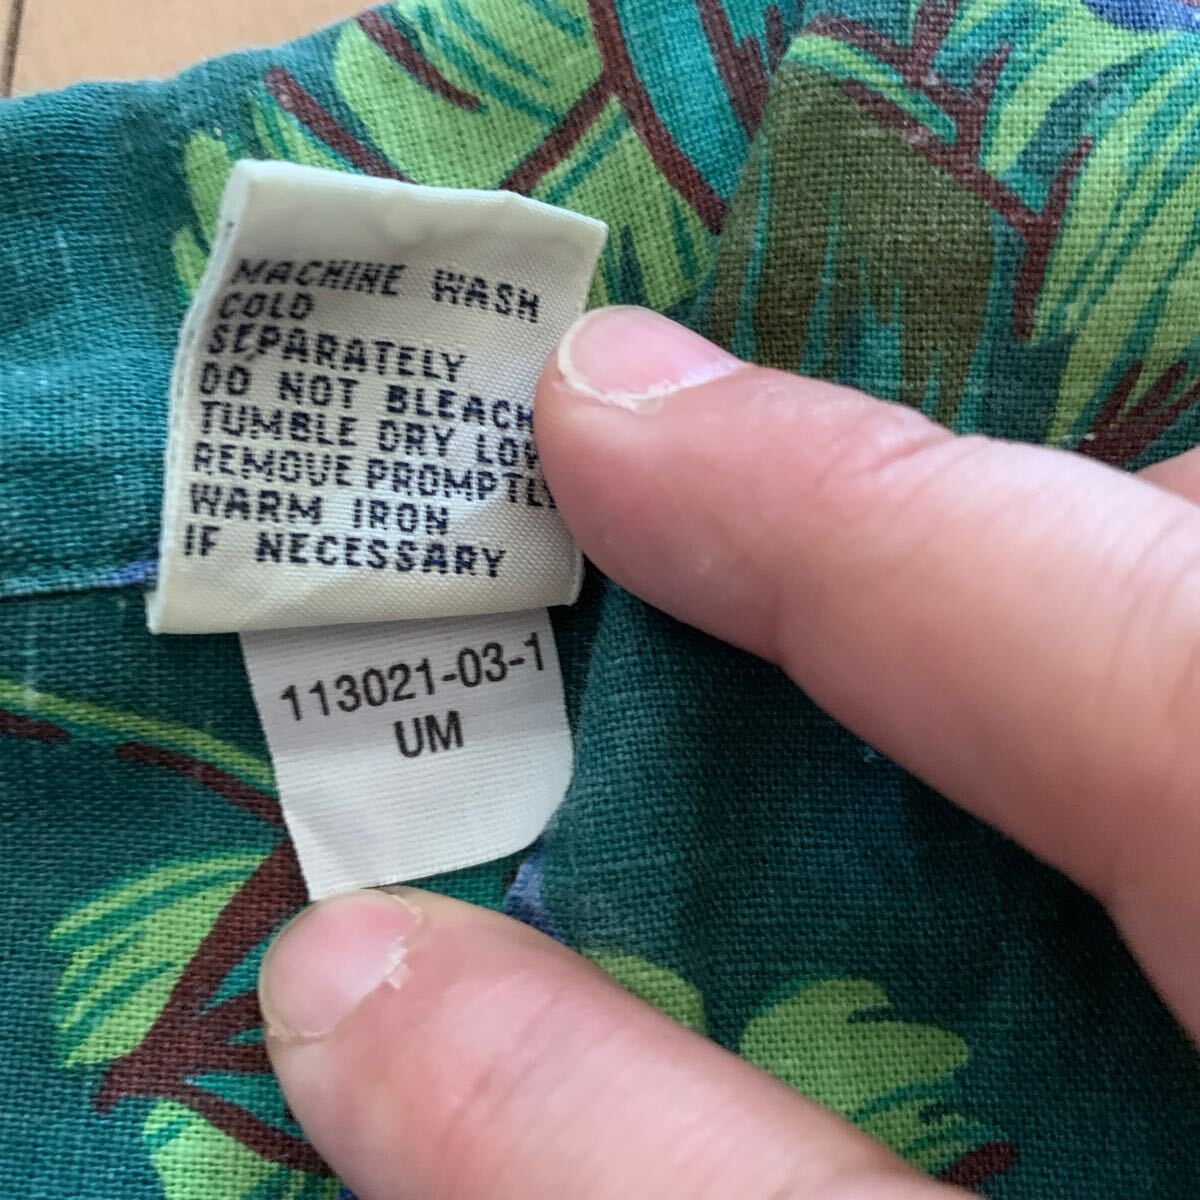 MACHINE WASH
COLD
SEPARATELY
DO NOT BLEACH
TUMBLE DRY LOW
REMOVE PROMPTLY
WARM IRON
IF NECESSARY
113021-03-1
UM